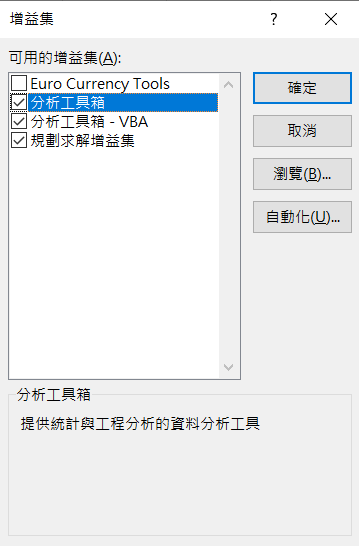 增益集
可用的增益集(A):
Euro Currency Tools
分析工具箱
分析工具箱 - VBA
規劃求解增益集
確定
取消
瀏覽(B)...
自動化(U)...
分析工具箱
提供統計與工程分析的資料分析工具